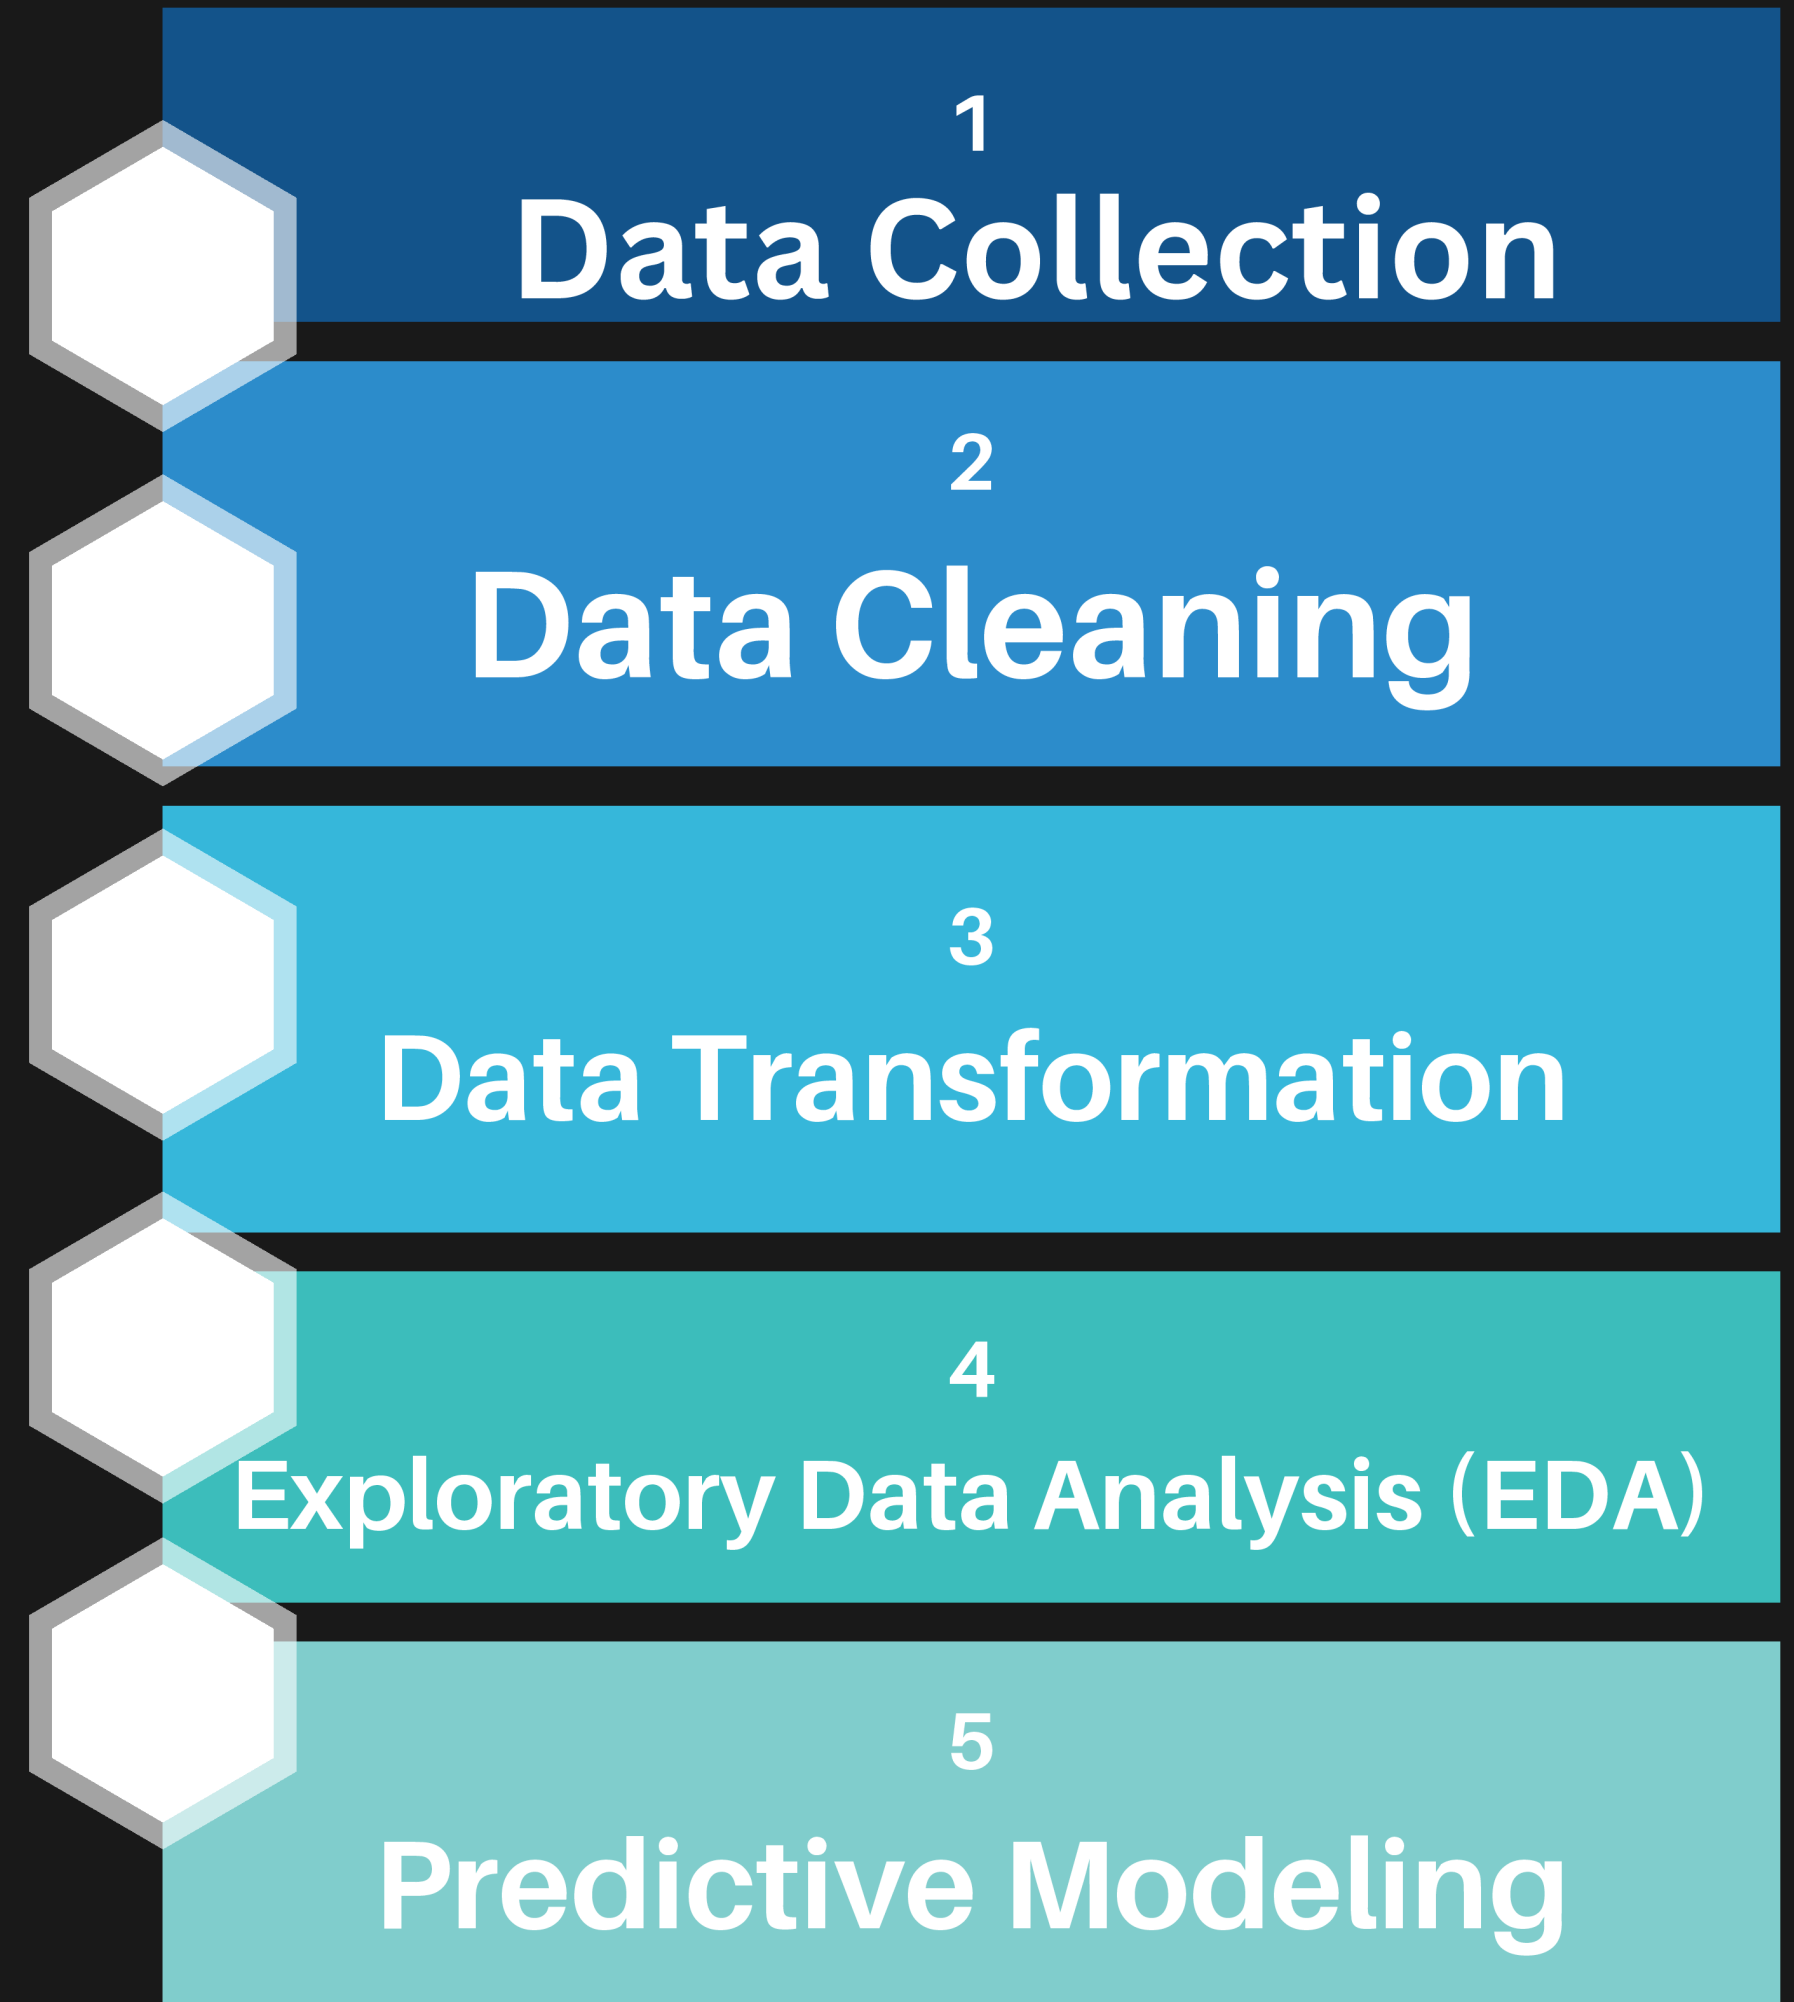 1
Data Collection
2
Data Cleaning
3
Data Transformation
4
Exploratory Data Analysis (EDA)
5
Predictive Modeling